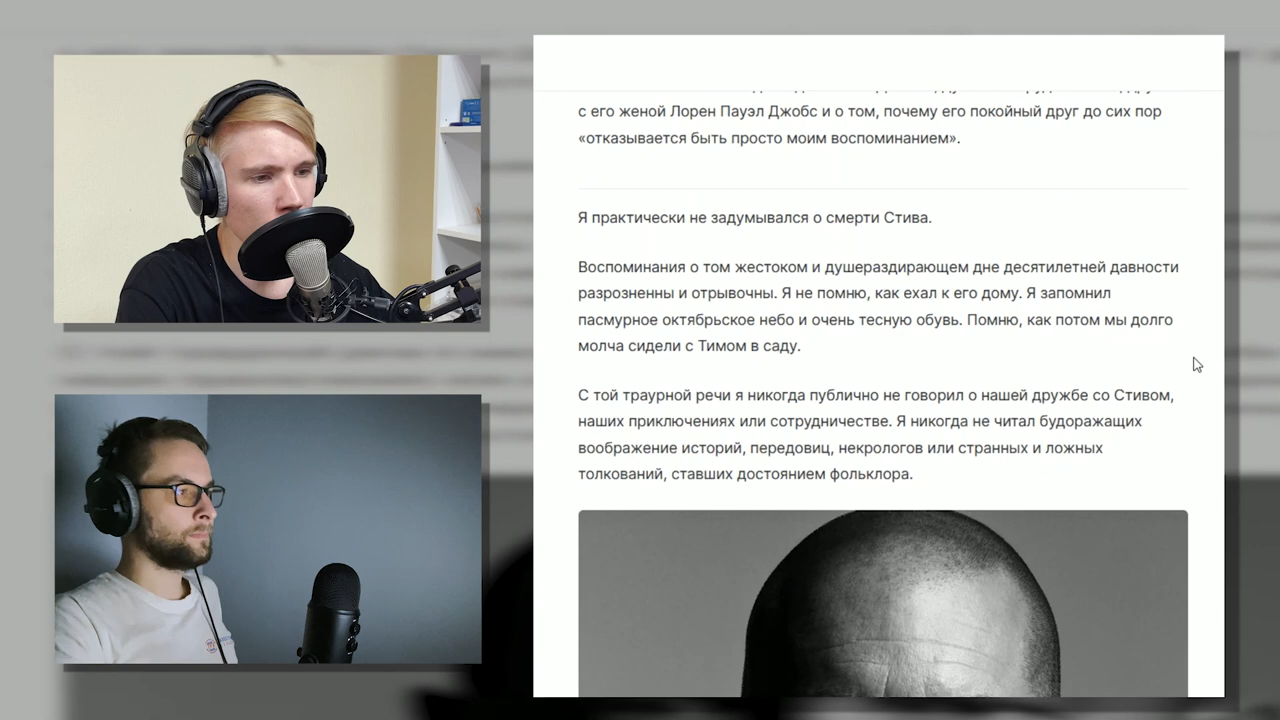 с его женой Лорен Пауэл Джобс и о том, почему его покойный друг до сих пор
«отказывается быть просто моим воспоминанием».
Я практически не задумывался о смерти Стива.
Воспоминания о том жестоком и душераздирающем дне десятилетней давности
разрозненны и отрывочны. Я не помню, как ехал к его дому. Я запомнил
пасмурное октябрьское небо и очень тесную обувь. Помню, как потом мы долго
молча сидели с Тимом в саду.
С той траурной речи я никогда публично не говорил о нашей дружбе со Стивом,
наших приключениях или сотрудничестве. Я никогда не читал будоражащих
воображение историй, передовиц, некрологов или странных и ложных
толкований, ставших достоянием фольклора.